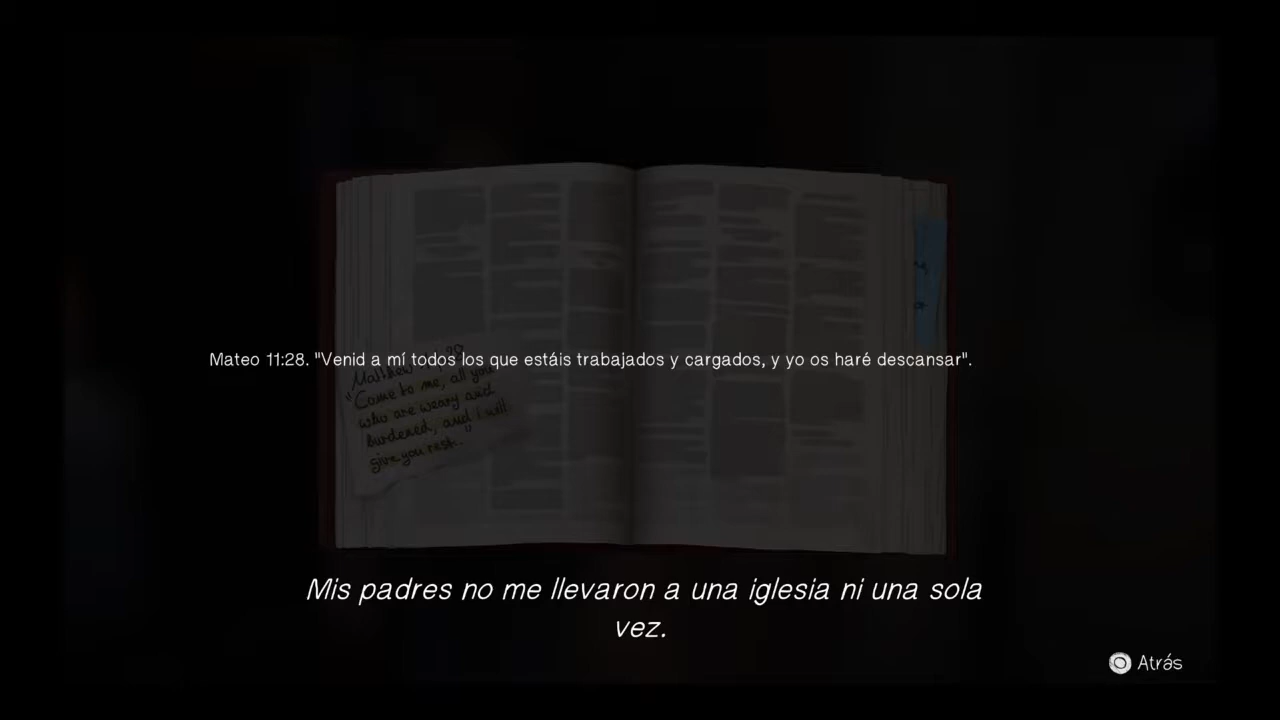 Mateo 11:28. "Venid a mí todos los que estáis trabajados y cargados, y yo os haré descansar".
Matthew
"Come to me, all you
who are weary and
burdened, and i will
give you rest."
Mis padres no me llevaron a una iglesia ni una sola
vez.
Atrás